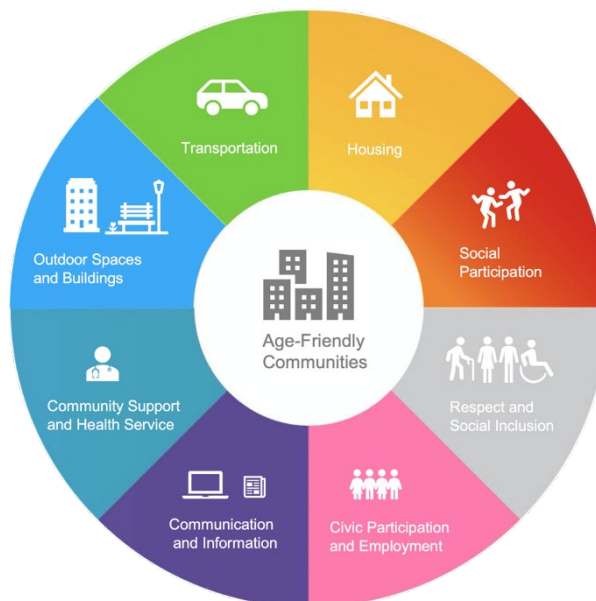 Transportation
Housing
Social
Participation
Respect and
Social Inclusion
Civic Participation
and Employment
Communication
and Information
Community Support
and Health Service
Outdoor Spaces
and Buildings
Age-Friendly
Communities